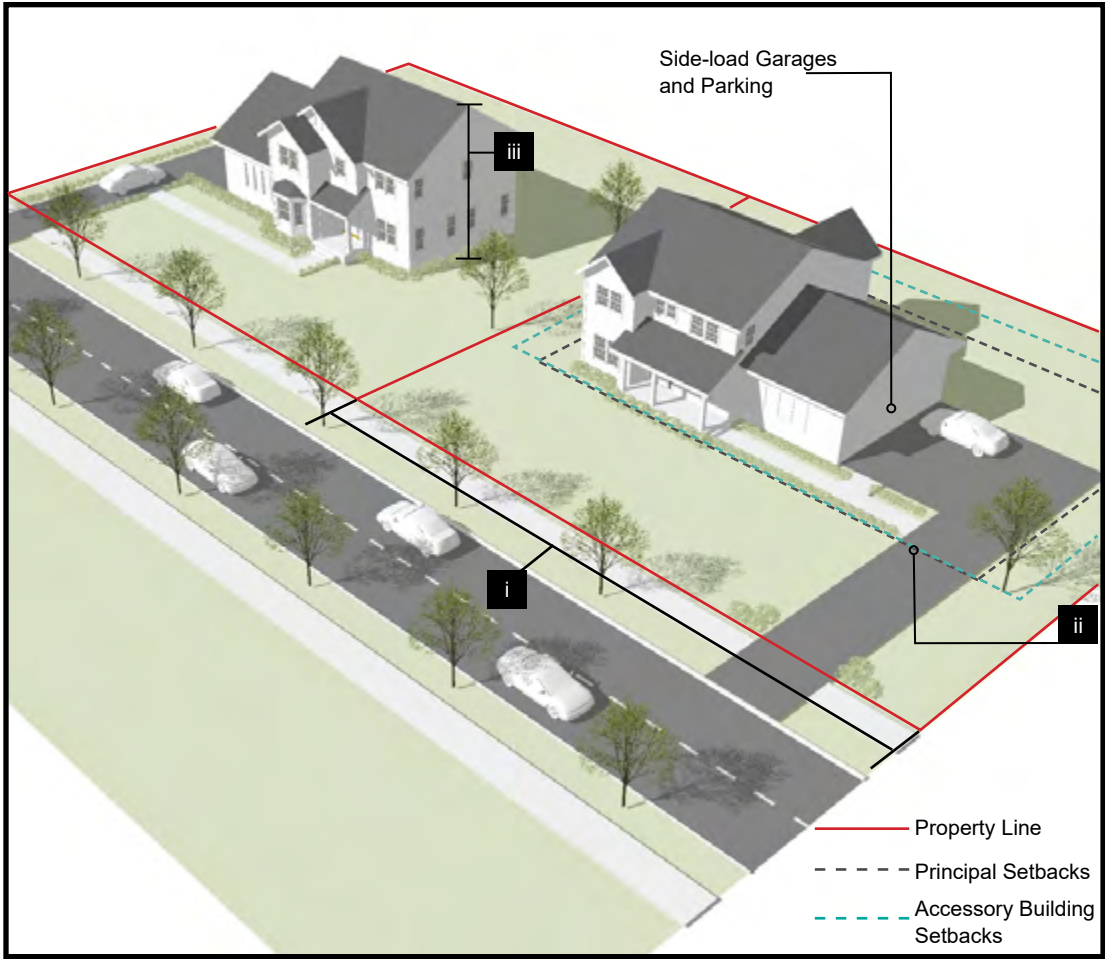 Side-load Garages
and Parking
iii
i
ii
Property Line
Principal Setbacks
Accessory Building
Setbacks